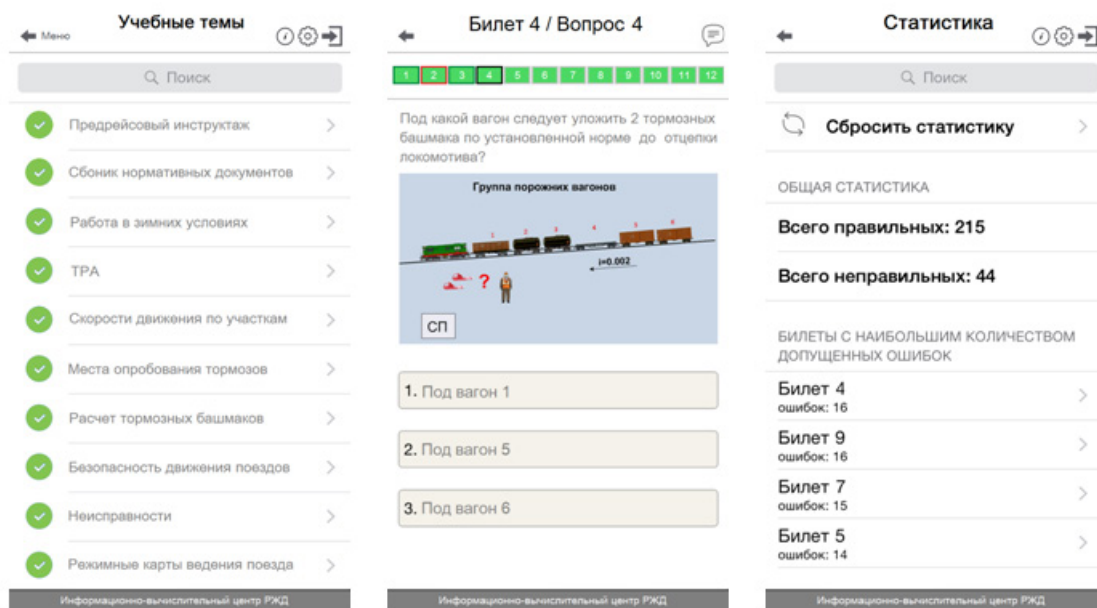 Учебные темы
Меню
Поиск
Предрейсовый инструктаж
Сбоник нормативных документов
Работа в зимних условиях
ТРА
Скорости движения по участкам
Места опробования тормозов
Расчет тормозных башмаков
Безопасность движения поездов
Неисправности
Режимные карты ведения поезда
Информационно-вычислительный центр РЖД
Билет 4 / Вопрос 4
1 2 3 4 5 6 7 8 9 10 11 12
Под какой вагон следует уложить 2 тормозных
башмака по установленной норме до отцепки
локомотива?
Группа порожних вагонов
1 2 3 4 5 6
i=0.002
?
СП
1. Под вагон 1
2. Под вагон 5
3. Под вагон 6
Информационно-вычислительный центр РЖД
Статистика
Поиск
Сбросить статистику
ОБЩАЯ СТАТИСТИКА
Всего правильных: 215
Всего неправильных: 44
БИЛЕТЫ С НАИБОЛЬШИМ КОЛИЧЕСТВОМ
ДОПУЩЕННЫХ ОШИБОК
Билет 4
ошибок: 16
Билет 9
ошибок: 16
Билет 7
ошибок: 15
Билет 5
ошибок: 14
Информационно-вычислительный центр РЖД